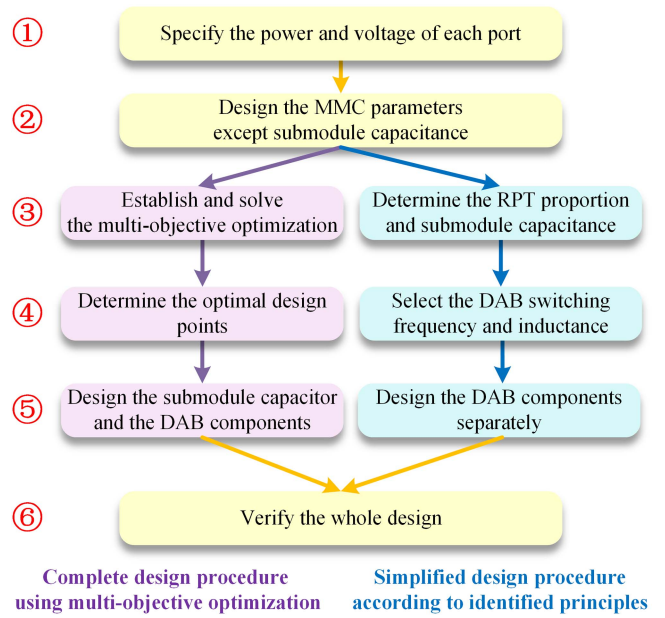 ①
Specify the power and voltage of each port
②
Design the MMC parameters
except submodule capacitance
③
Establish and solve
the multi-objective optimization
Determine the RPT proportion
and submodule capacitance
④
Determine the optimal design
points
Select the DAB switching
frequency and inductance
⑤
Design the submodule capacitor
and the DAB components
Design the DAB components
separately
⑥
Verify the whole design
Complete design procedure
using multi-objective optimization
Simplified design procedure
according to identified principles